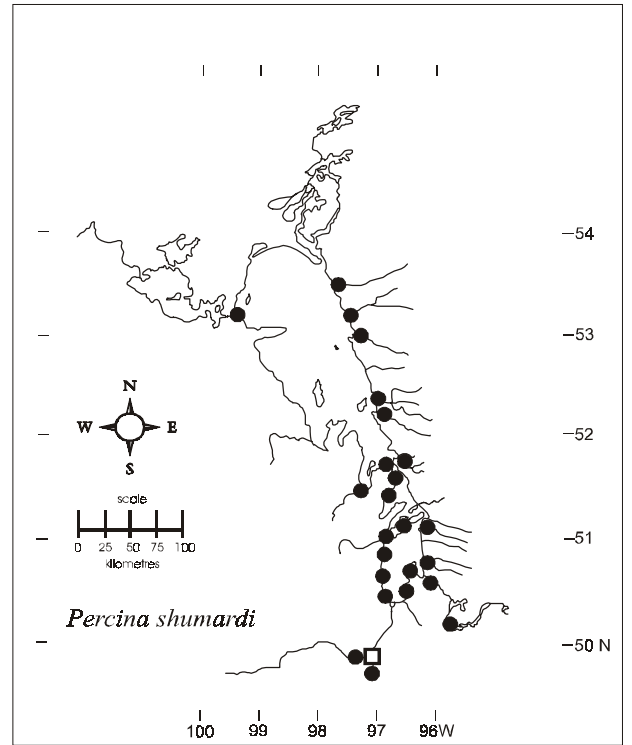 –54
–53
N
W E
S
–52
scale
0 25 50 75 100
kilometres
–51
Percina shumardi
–50 N
100 99 98 97 96W